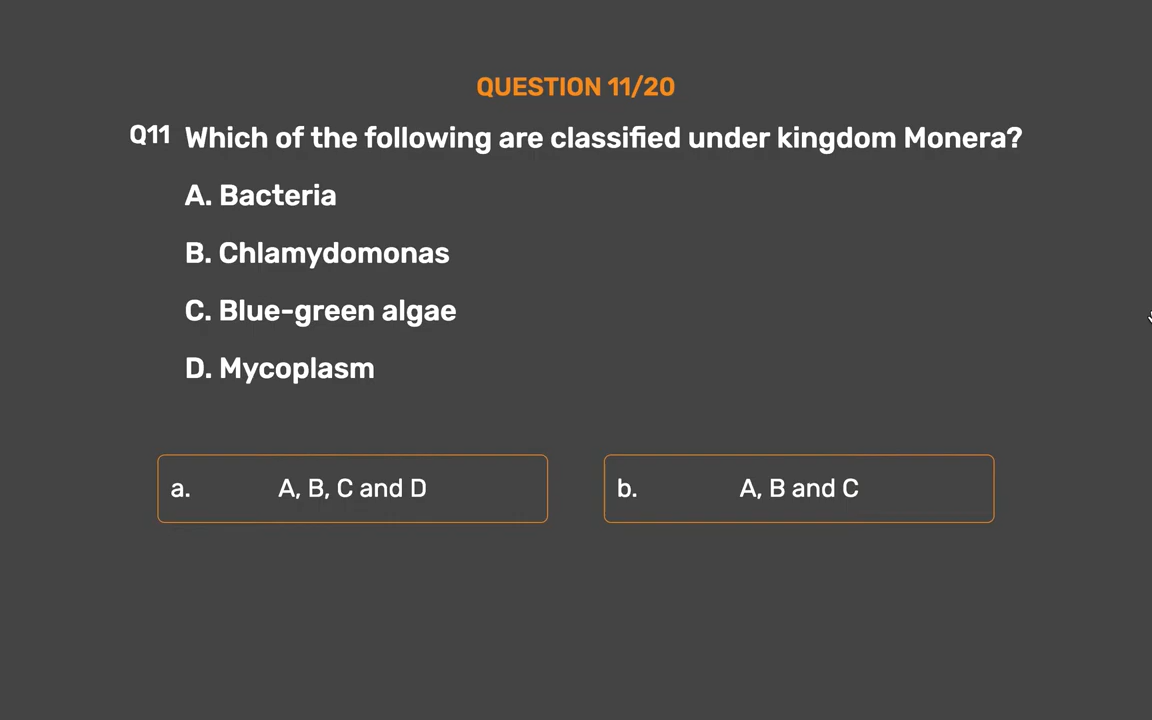 QUESTION 11/20
Q11 Which of the following are classified under kingdom Monera?
A. Bacteria
B. Chlamydomonas
C. Blue-green algae
D. Mycoplasm
a. A, B, C and D
b. A, B and C